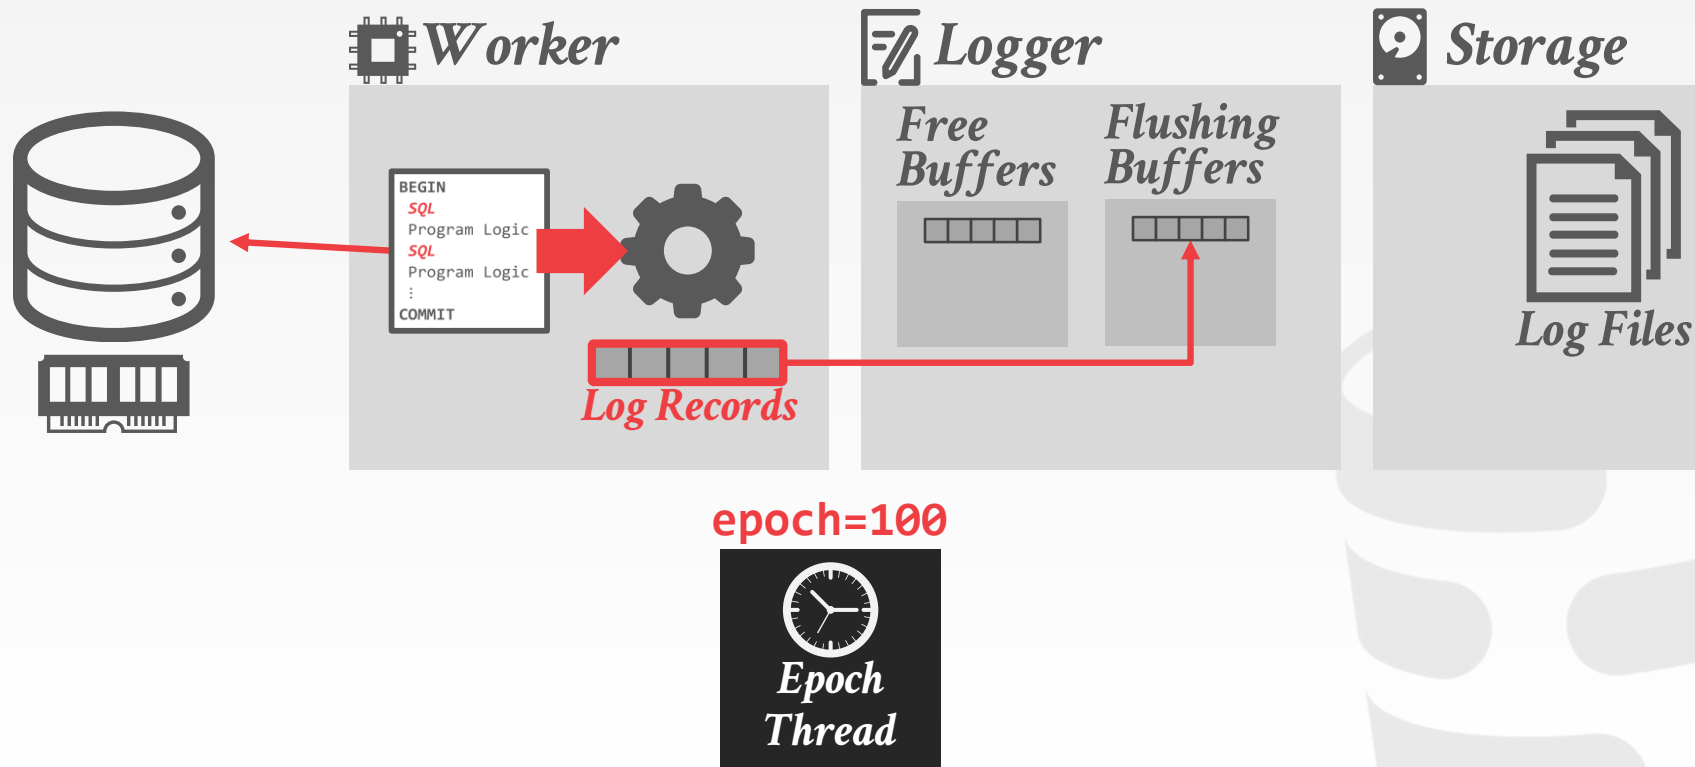 Worker
Logger
Storage
Free
Buffers
Flushing
Buffers
BEGIN
SQL
Program Logic
SQL
Program Logic
⋮
COMMIT
Log Records
Log Files
epoch=100
Epoch
Thread